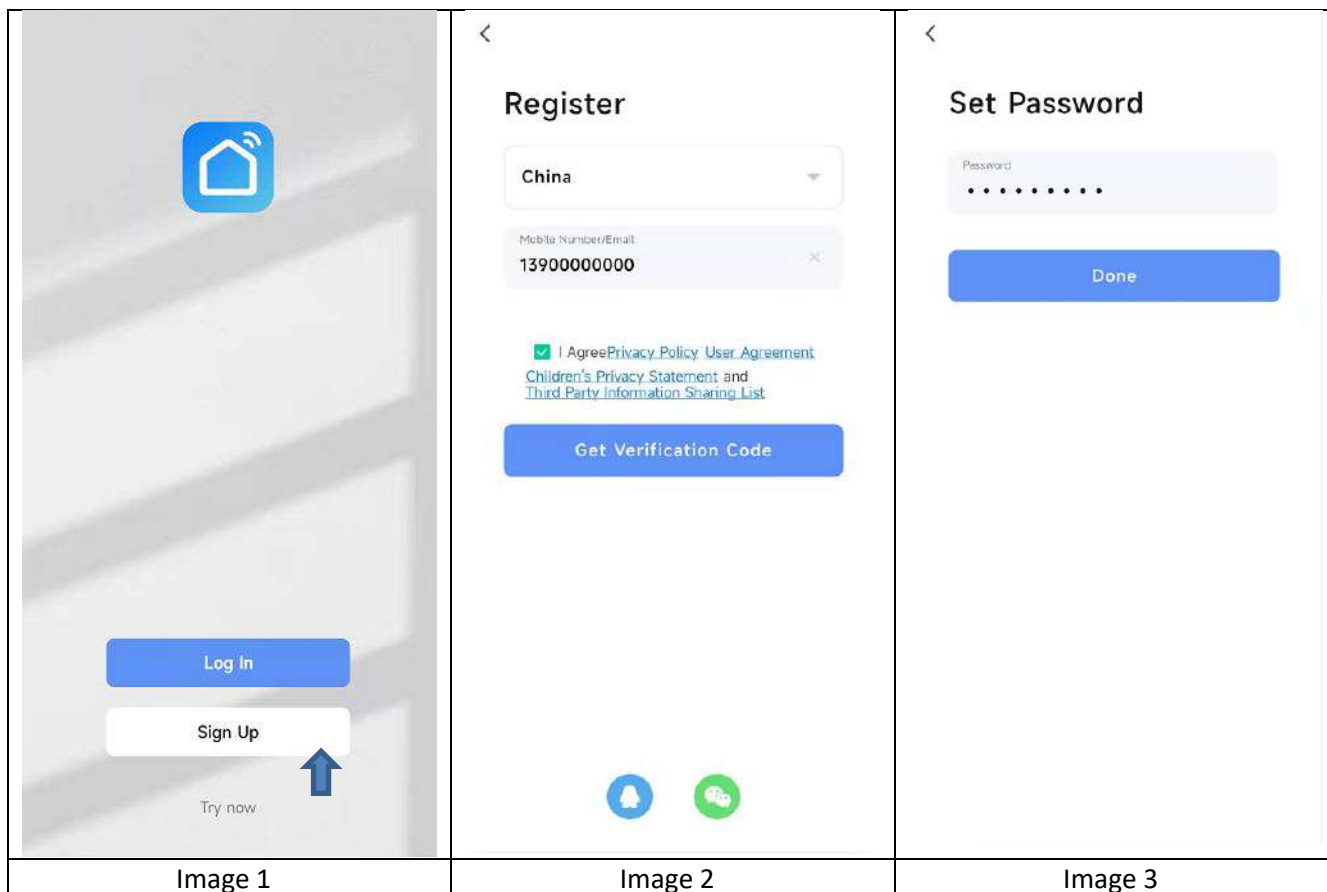 Log In
Sign Up
Try now
Image 1
Register
China
Mobile Number/Email
13900000000
I AgreePrivacy Policy User Agreement
Children's Privacy Statement and
Third Party Information Sharing List
Get Verification Code
Image 2
Set Password
Password
Done
Image 3